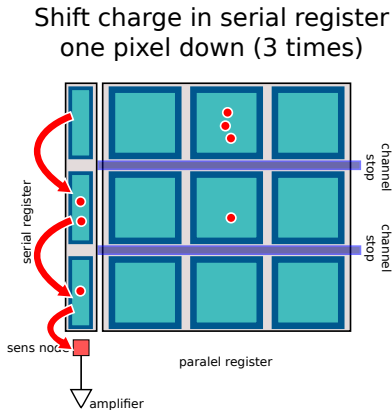 Shift charge in serial register
one pixel down (3 times)
serial register
channel
stop
channel
stop
sens node
paralel register
amplifier